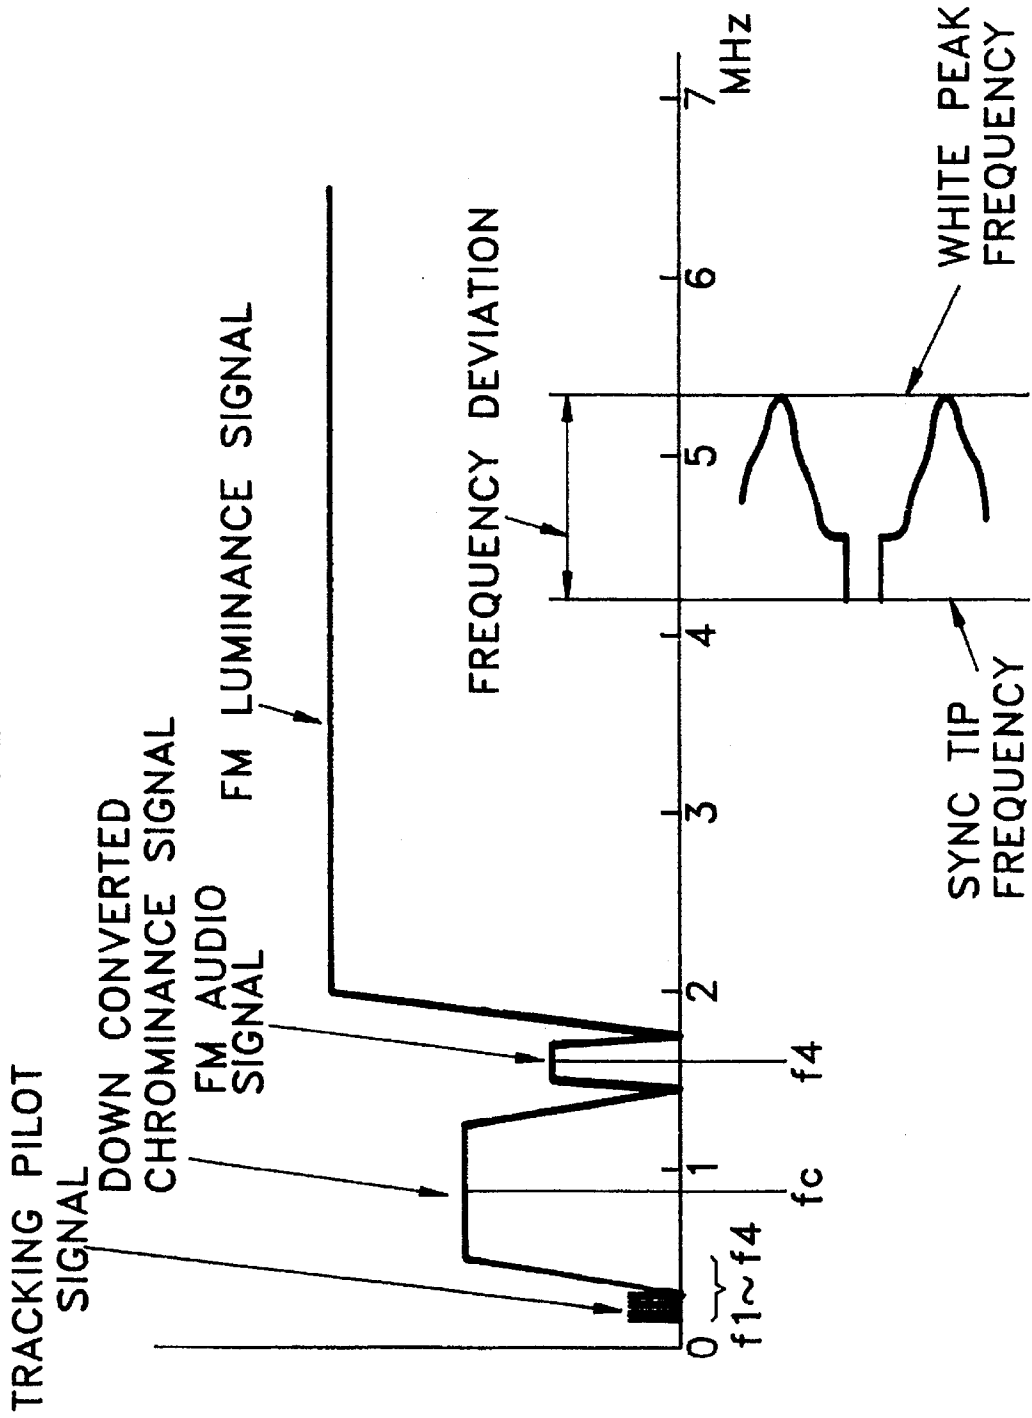 TRACKING PILOT
SIGNAL
DOWN CONVERTED
CHROMINANCE SIGNAL
FM AUDIO
SIGNAL
FM LUMINANCE SIGNAL
FREQUENCY DEVIATION
0
1
2
3
4
5
6
7
MHz
f1~f4
fc
f4
SYNC TIP
FREQUENCY
WHITE PEAK
FREQUENCY